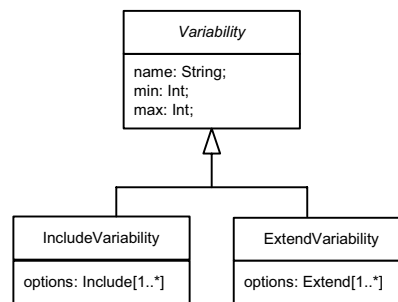 Variability
name: String;
min: Int;
max: Int;
IncludeVariability
options: Include[1..*]
ExtendVariability
options: Extend[1..*]